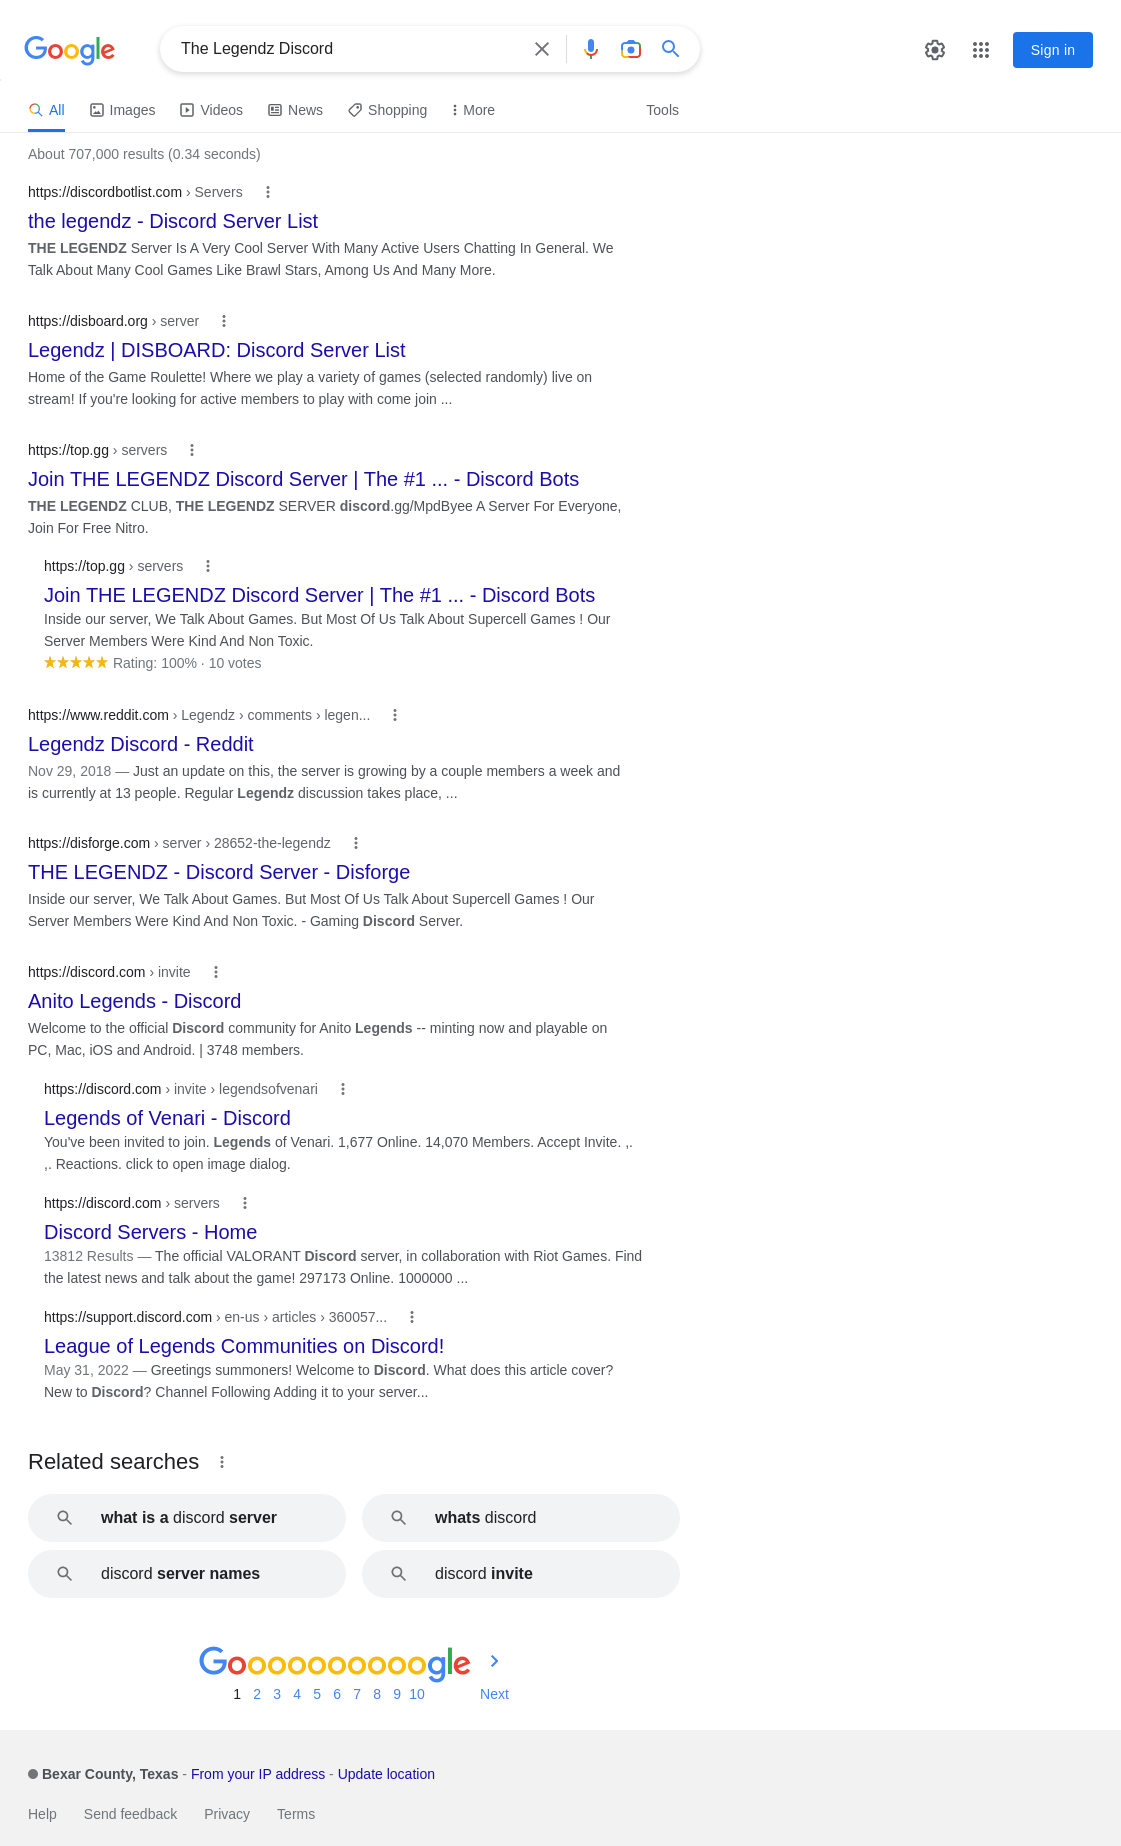 Google
The Legendz Discord
Sign in
All Images Videos News Shopping More Tools
About 707,000 results (0.34 seconds)
https://discordbotlist.com › Servers
the legendz - Discord Server List
THE LEGENDZ Server Is A Very Cool Server With Many Active Users Chatting In General. We
Talk About Many Cool Games Like Brawl Stars, Among Us And Many More.
https://disboard.org › server
Legendz | DISBOARD: Discord Server List
Home of the Game Roulette! Where we play a variety of games (selected randomly) live on
stream! If you're looking for active members to play with come join ...
https://top.gg › servers
Join THE LEGENDZ Discord Server | The #1 ... - Discord Bots
THE LEGENDZ CLUB, THE LEGENDZ SERVER discord.gg/MpdByee A Server For Everyone,
Join For Free Nitro.
https://top.gg › servers
Join THE LEGENDZ Discord Server | The #1 ... - Discord Bots
Inside our server, We Talk About Games. But Most Of Us Talk About Supercell Games ! Our
Server Members Were Kind And Non Toxic.
Rating: 100% · 10 votes
https://www.reddit.com › Legendz › comments › legen...
Legendz Discord - Reddit
Nov 29, 2018 — Just an update on this, the server is growing by a couple members a week and
is currently at 13 people. Regular Legendz discussion takes place, ...
https://disforge.com › server › 28652-the-legendz
THE LEGENDZ - Discord Server - Disforge
Inside our server, We Talk About Games. But Most Of Us Talk About Supercell Games ! Our
Server Members Were Kind And Non Toxic. - Gaming Discord Server.
https://discord.com › invite
Anito Legends - Discord
Welcome to the official Discord community for Anito Legends -- minting now and playable on
PC, Mac, iOS and Android. | 3748 members.
https://discord.com › invite › legendsofvenari
Legends of Venari - Discord
You've been invited to join. Legends of Venari. 1,677 Online. 14,070 Members. Accept Invite. ,.
,. Reactions. click to open image dialog.
https://discord.com › servers
Discord Servers - Home
13812 Results — The official VALORANT Discord server, in collaboration with Riot Games. Find
the latest news and talk about the game! 297173 Online. 1000000 ...
https://support.discord.com › en-us › articles › 360057...
League of Legends Communities on Discord!
May 31, 2022 — Greetings summoners! Welcome to Discord. What does this article cover?
New to Discord? Channel Following Adding it to your server...
Related searches
what is a discord server
whats discord
discord server names
discord invite
Goooooooooogle
1 2 3 4 5 6 7 8 9 10 Next
Bexar County, Texas - From your IP address - Update location
Help Send feedback Privacy Terms